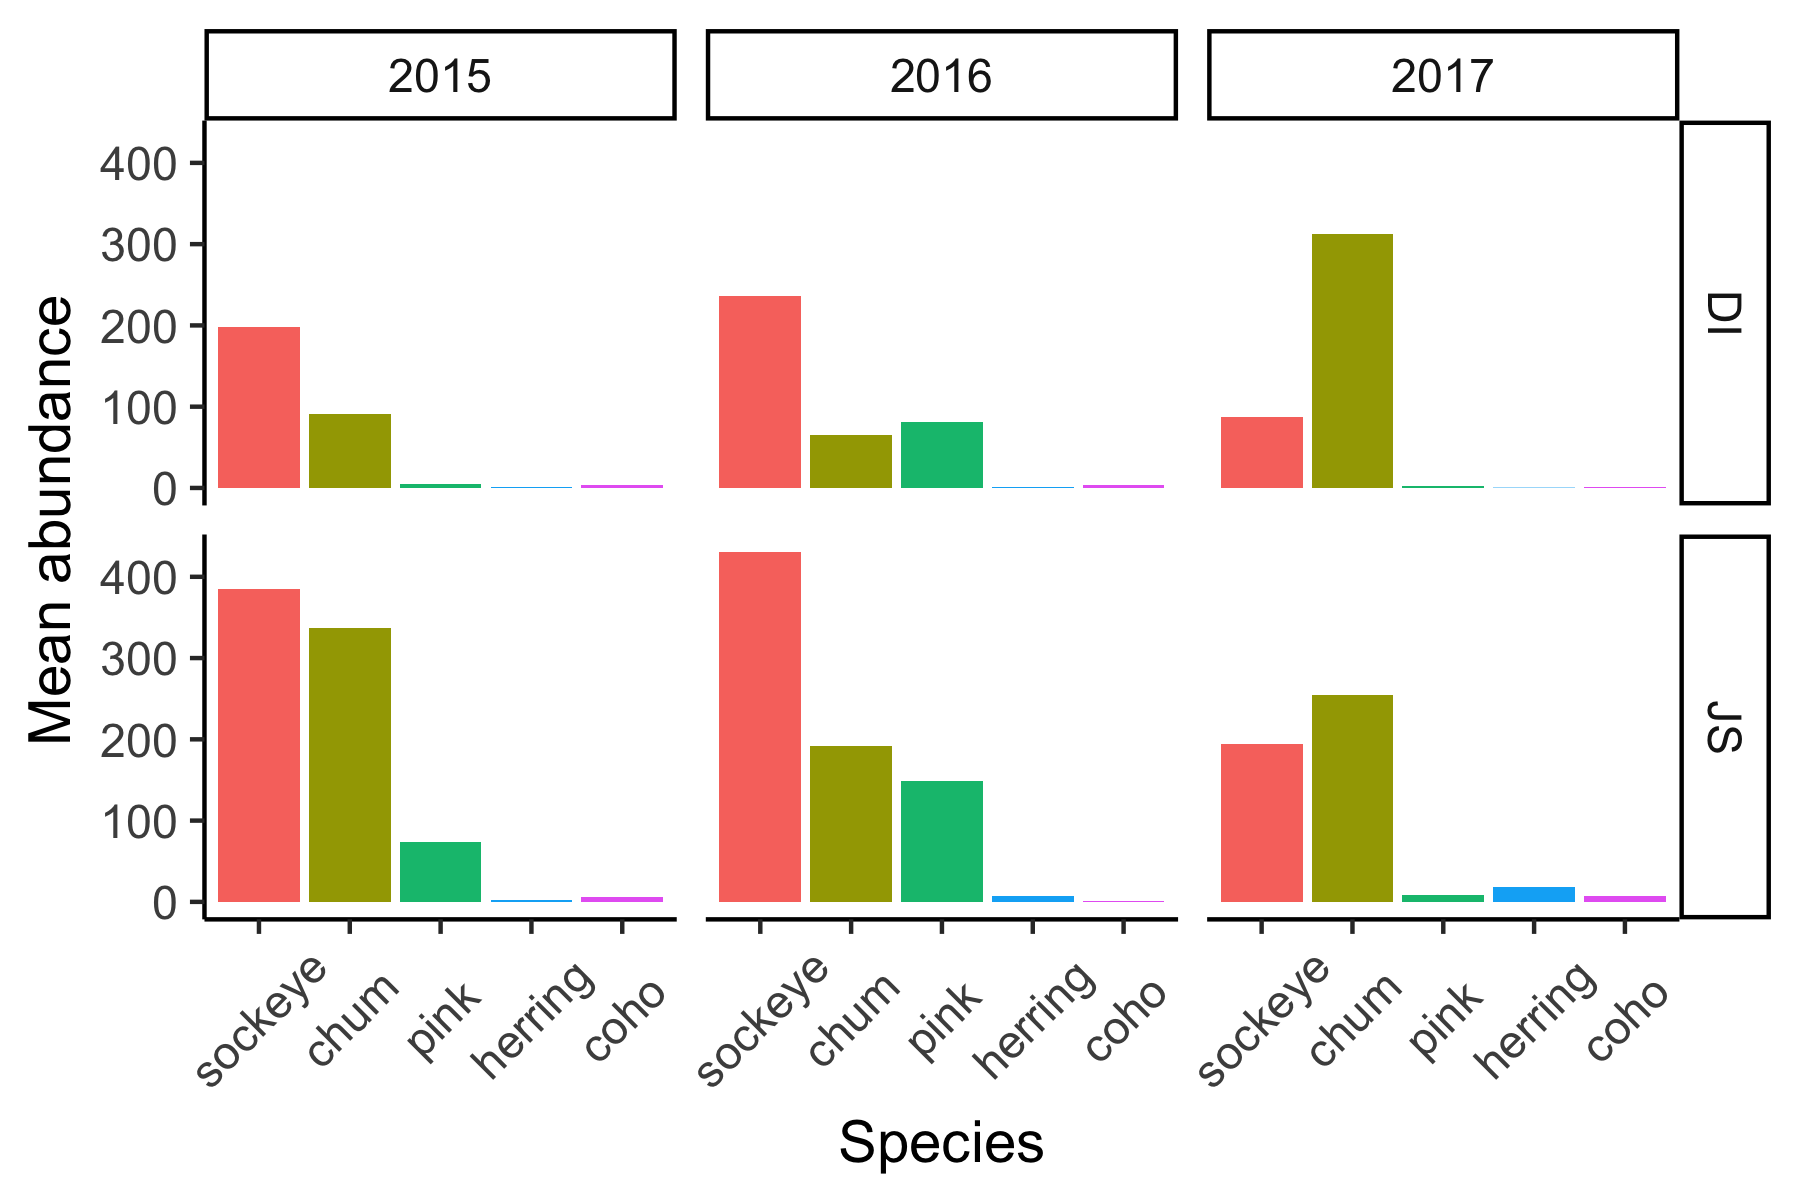 2015
2016
2017
400
300
200
100
0
DI
Mean abundance
400
300
200
100
0
JS
sockeye
chum
pink
herring
coho
sockeye
chum
pink
herring
coho
sockeye
chum
pink
herring
coho
Species